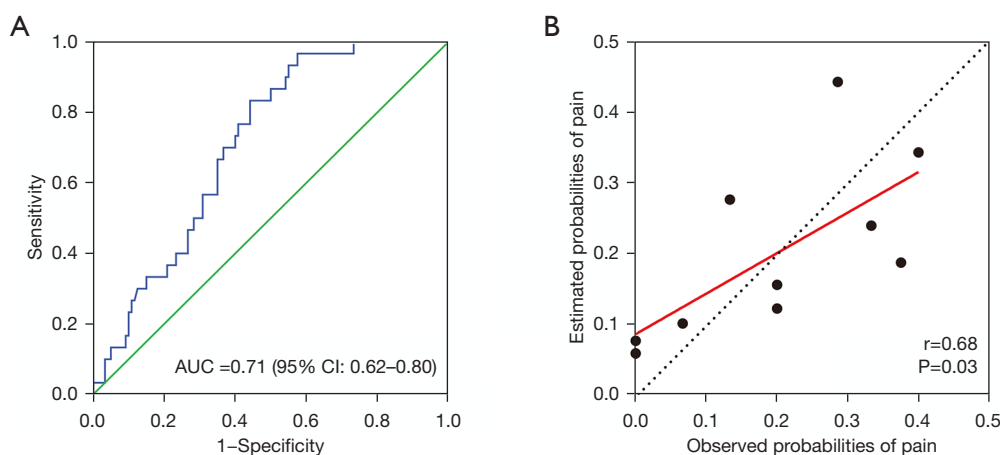 A
Sensitivity
1.0
0.8
0.6
0.4
0.2
0.0
AUC =0.71 (95% CI: 0.62–0.80)
0.0 0.2 0.4 0.6 0.8 1.0
1–Specificity
B
Estimated probabilities of pain
0.5
0.4
0.3
0.2
0.1
0.0
r=0.68
P=0.03
0.0 0.1 0.2 0.3 0.4 0.5
Observed probabilities of pain